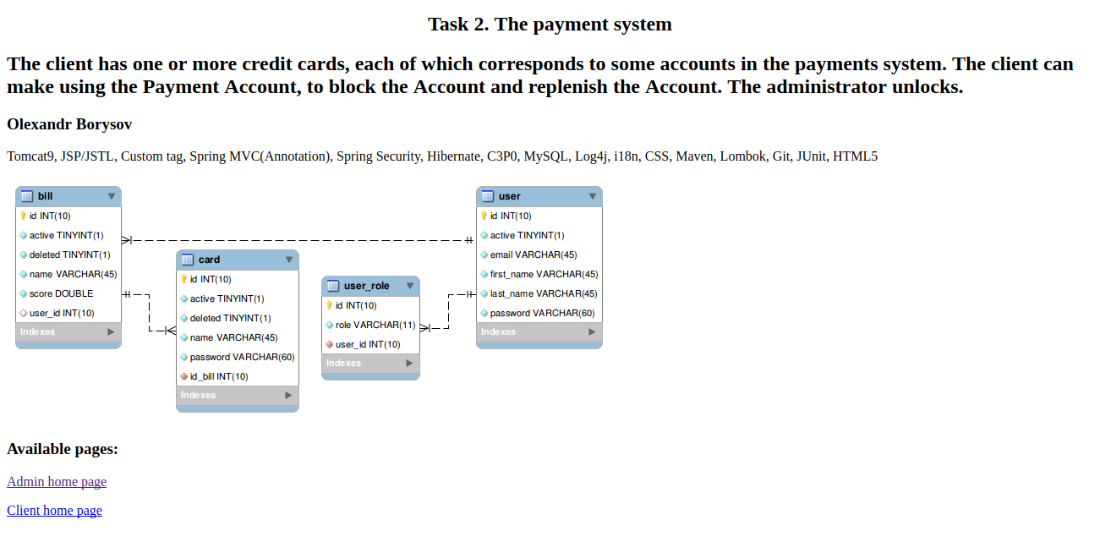 Task 2. The payment system
The client has one or more credit cards, each of which corresponds to some accounts in the payments system. The client can
make using the Payment Account, to block the Account and replenish the Account. The administrator unlocks.
Olexandr Borysov
Tomcat9, JSP/JSTL, Custom tag, Spring MVC(Annotation), Spring Security, Hibernate, C3P0, MySQL, Log4j, i18n, CSS, Maven, Lombok, Git, JUnit, HTML5
bill
id INT(10)
active TINYINT(1)
deleted TINYINT(1)
name VARCHAR(45)
score DOUBLE
user_id INT(10)
Indexes
card
id INT(10)
active TINYINT(1)
deleted TINYINT(1)
name VARCHAR(45)
password VARCHAR(60)
id_bill INT(10)
Indexes
user_role
id INT(10)
role VARCHAR(11)
user_id INT(10)
Indexes
user
id INT(10)
active TINYINT(1)
email VARCHAR(45)
first_name VARCHAR(45)
last_name VARCHAR(45)
password VARCHAR(60)
Indexes
Available pages:
Admin home page
Client home page